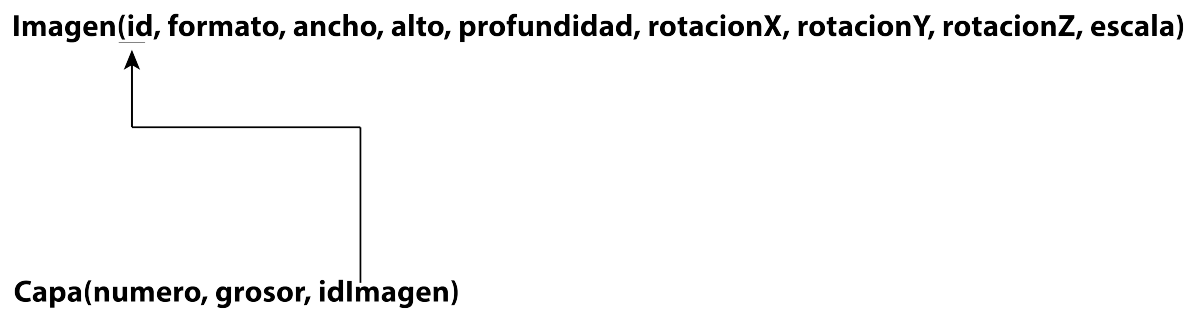 Imagen(id, formato, ancho, alto, profundidad, rotacionX, rotacionY, rotacionZ, escala)
Capa(numero, grosor, idImagen)